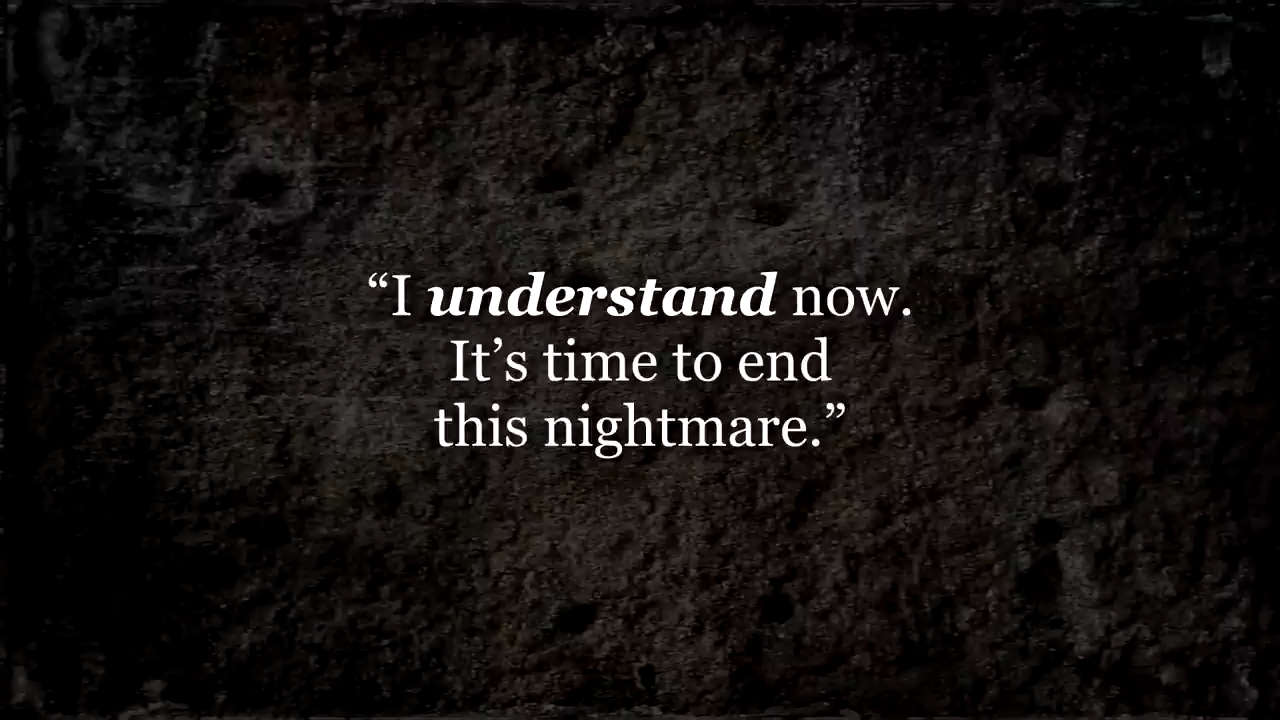 “I understand now.
It’s time to end
this nightmare.”